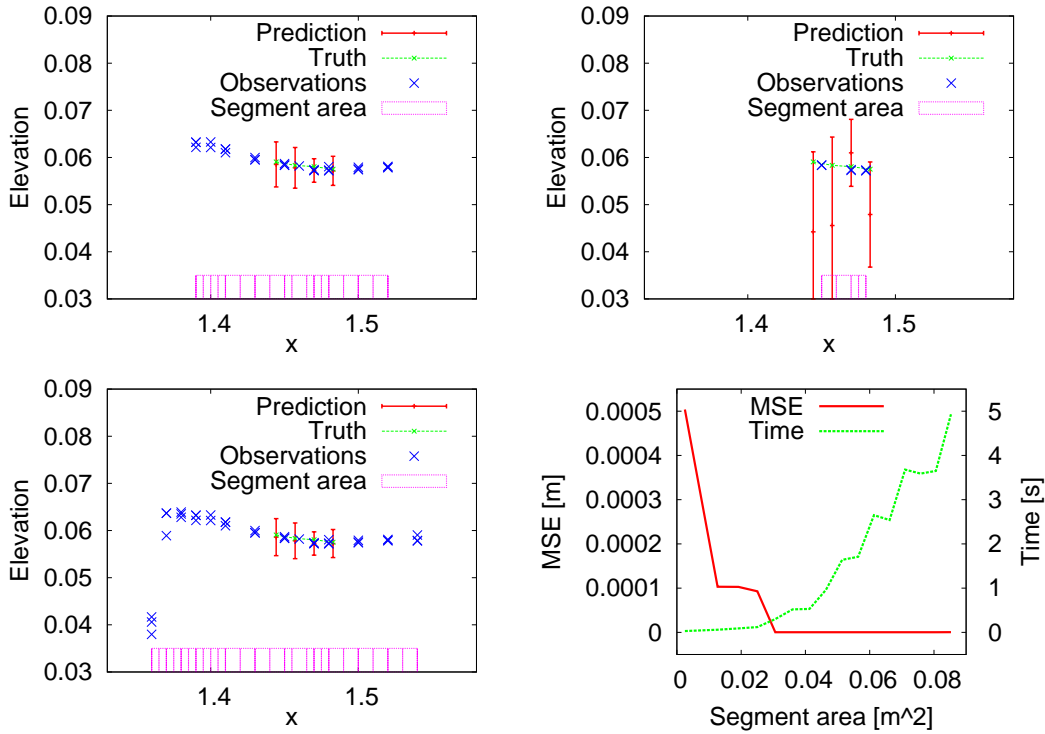 0.09
0.08
0.07
0.06
0.05
0.04
0.03
1.4
1.5
Elevation
x
Prediction
Truth
Observations
Segment area
0.09
0.08
0.07
0.06
0.05
0.04
0.03
1.4
1.5
Elevation
x
Prediction
Truth
Observations
Segment area
0.09
0.08
0.07
0.06
0.05
0.04
0.03
1.4
1.5
Elevation
x
Prediction
Truth
Observations
Segment area
0.0005
0.0004
0.0003
0.0002
0.0001
0
MSE [m]
0
0.02
0.04
0.06
0.08
Segment area [m^2]
5
4
3
2
1
0
Time [s]
MSE
Time